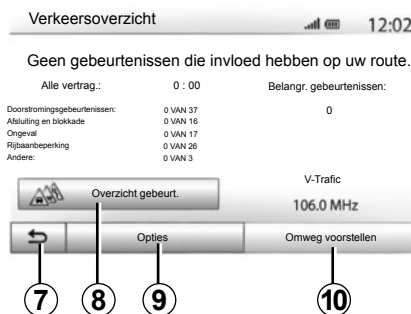 Verkeersoverzicht 12:02
Geen gebeurtenissen die invloed hebben op uw route.
Alle vertrag.: 0 : 00 Belangr. gebeurtenissen:
Doorstromingsgebeurtenissen: 0 VAN 37 0
Afsluiting en blokkade 0 VAN 16
Ongeval 0 VAN 17
Rijbaanbeperking 0 VAN 26
Andere: 0 VAN 3
Overzicht gebeurt. V-Trafic
106.0 MHz
Opties Omweg voorstellen
7 8 9 10